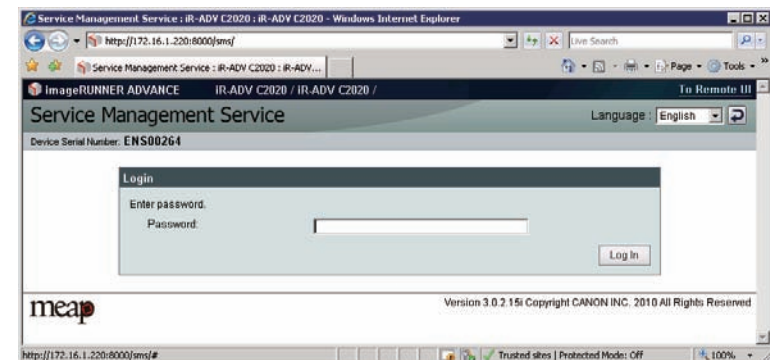 Service Management Service : iR-ADV C2020 : iR-ADV C2020 - Windows Internet Explorer
http://172.16.1.220:8000/sms/
Live Search
Service Management Service : iR-ADV C2020 : iR-ADV...
Page
Tools
imageRUNNER ADVANCE iR-ADV C2020 / iR-ADV C2020 /
To Remote UI
Service Management Service
Language : English
Device Serial Number: ENS00264
Login
Enter password.
Password:
Log In
meap
Version 3.0.2.15i Copyright CANON INC. 2010 All Rights Reserved
http://172.16.1.220:8000/sms/#
Trusted sites | Protected Mode: Off
100%